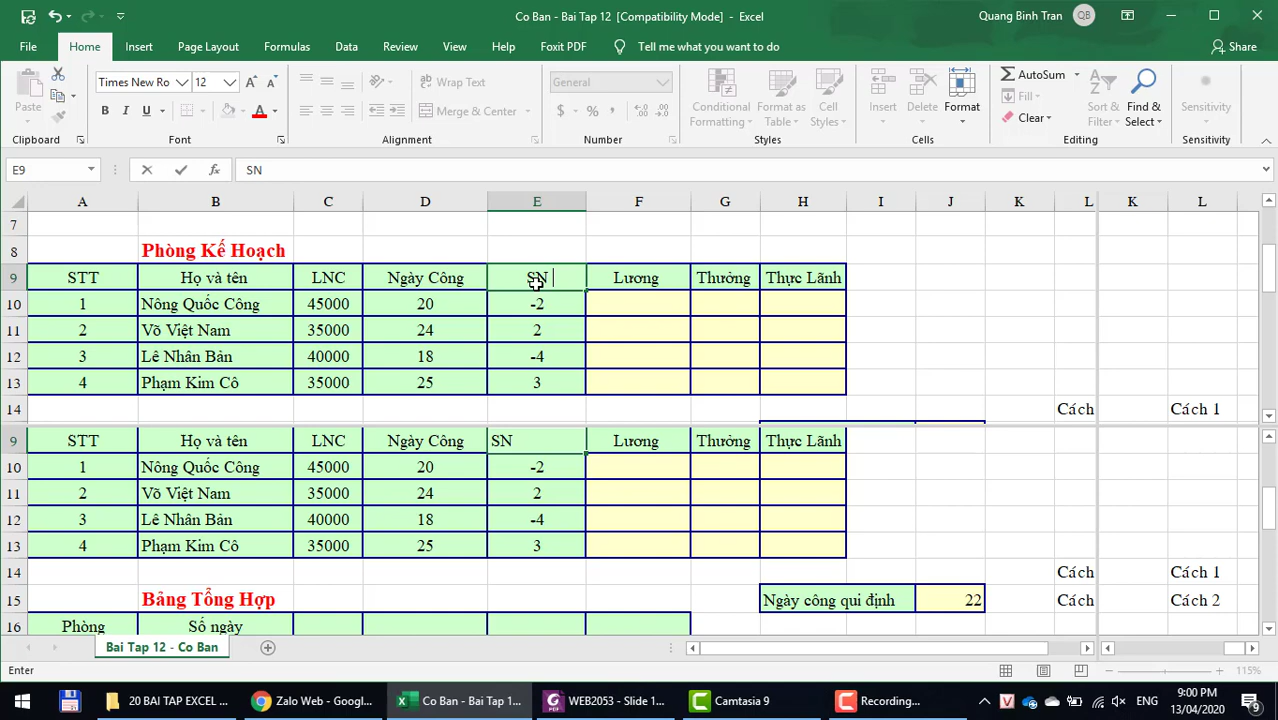 Co Ban - Bai Tap 12 [Compatibility Mode] - Excel
Quang Binh Tran
QB
File Home Insert Page Layout Formulas Data Review View Help Foxit PDF Tell me what you want to do Share
Times New Ro 12 Wrap Text General AutoSum
Paste B I U Merge & Center $ % , Conditional Formatting Format as Table Cell Styles Insert Delete Format Fill Clear Sort & Filter Find & Select Sensitivity
Clipboard Font Alignment Number Styles Cells Editing Sensitivity
E9 fx SN
A B C D E F G H I J K L K L
7
8 Phòng Kế Hoạch
9 STT Họ và tên LNC Ngày Công SN Lương Thưởng Thực Lãnh
10 1 Nông Quốc Công 45000 20 -2
11 2 Võ Việt Nam 35000 24 2
12 3 Lê Nhân Bản 40000 18 -4
13 4 Phạm Kim Cô 35000 25 3
14 Cách Cách 1
9 STT Họ và tên LNC Ngày Công SN Lương Thưởng Thực Lãnh
10 1 Nông Quốc Công 45000 20 -2
11 2 Võ Việt Nam 35000 24 2
12 3 Lê Nhân Bản 40000 18 -4
13 4 Phạm Kim Cô 35000 25 3
14 Cách Cách 1
15 Bảng Tổng Hợp Ngày công qui định 22 Cách Cách 2
16 Phòng Số ngày
Bai Tap 12 - Co Ban
Enter 115%
20 BAI TAP EXCEL ... Zalo Web - Googl... Co Ban - Bai Tap 1... WEB2053 - Slide 1... Camtasia 9 Recording... ENG 9:00 PM
13/04/2020